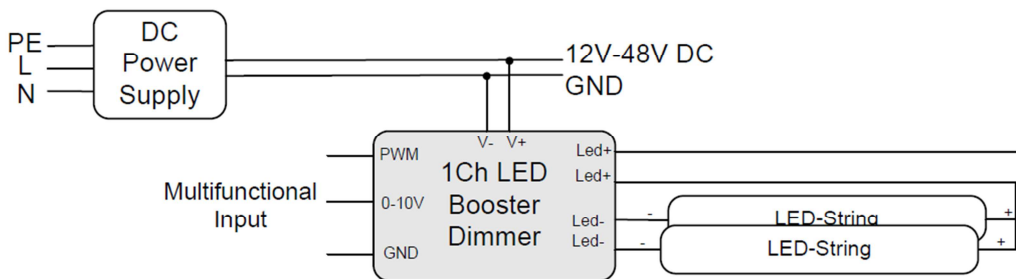 PE
L
N
DC
Power
Supply
12V-48V DC
GND
V-
V+
PWM
0-10V
GND
Multifunctional
Input
1Ch LED
Booster
Dimmer
Led+
Led+
Led-
Led-
-
LED-String
+
-
LED-String
+